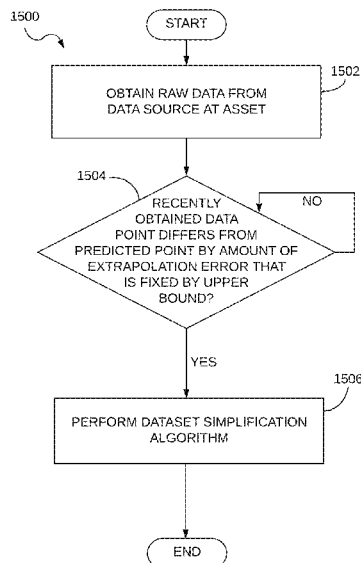 1500
START
1502
OBTAIN RAW DATA FROM
DATA SOURCE AT ASSET
1504
NO
RECENTLY
OBTAINED DATA
POINT DIFFERS FROM
PREDICTED POINT BY AMOUNT OF
EXTRAPOLATION ERROR THAT
IS FIXED BY UPPER
BOUND?
YES
1506
PERFORM DATASET SIMPLIFICATION
ALGORITHM
END